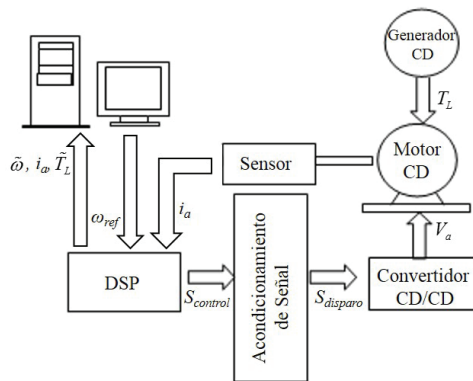 Generador
CD
T_L
Motor
CD
Sensor
ω̃, i_a, T̃_L
ω_ref
i_a
V_a
DSP
S_control
Acondicionamiento
de Señal
S_disparo
Convertidor
CD/CD